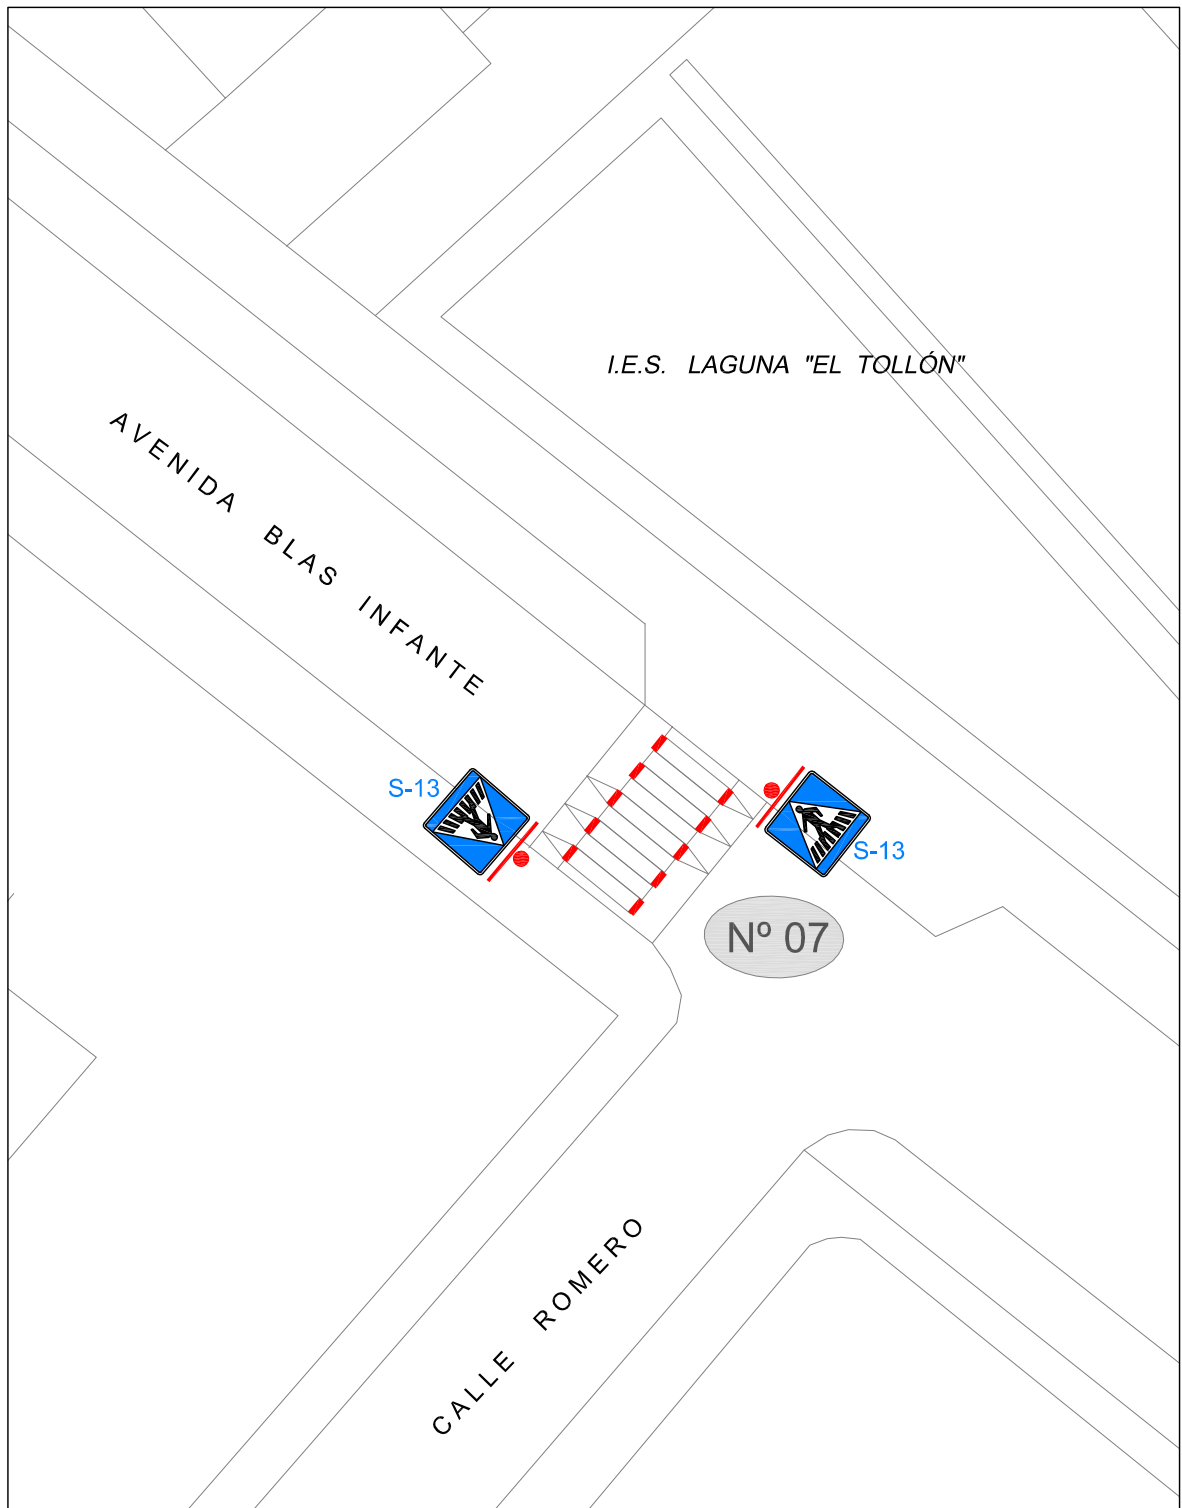 I.E.S. LAGUNA "EL TOLLÓN"
AVENIDA BLAS INFANTE
S-13
S-13
Nº 07
CALLE ROMERO